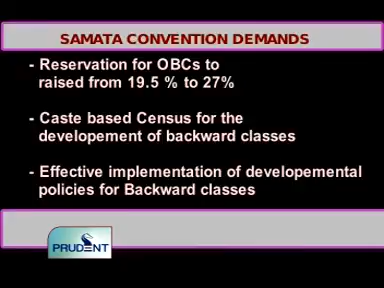 SAMATA CONVENTION DEMANDS
- Reservation for OBCs to
raised from 19.5 % to 27%
- Caste based Census for the
developement of backward classes
- Effective implementation of developemental
policies for Backward classes
PRUDENT